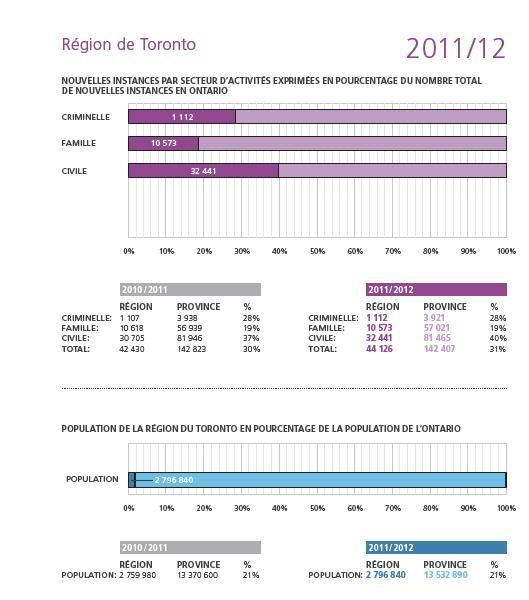 Région de Toronto 2011/12
NOUVELLES INSTANCES PAR SECTEUR D'ACTIVITÉS EXPRIMÉES EN POURCENTAGE DU NOMBRE TOTAL
DE NOUVELLES INSTANCES EN ONTARIO
CRIMINELLE 1 112
FAMILLE 10 573
CIVILE 32 441
0% 10% 20% 30% 40% 50% 60% 70% 80% 90% 100%
2010/2011 2011/2012
RÉGION PROVINCE % RÉGION PROVINCE %
CRIMINELLE: 1 107 3 938 28% CRIMINELLE: 1 112 3 921 28%
FAMILLE: 10 618 56 939 19% FAMILLE: 10 573 57 021 19%
CIVILE: 30 705 81 946 37% CIVILE: 32 441 81 465 40%
TOTAL: 42 430 142 823 30% TOTAL: 44 126 142 407 31%
POPULATION DE LA RÉGION DU TORONTO EN POURCENTAGE DE LA POPULATION DE L'ONTARIO
POPULATION 2 796 840
0% 10% 20% 30% 40% 50% 60% 70% 80% 90% 100%
2010/2011 2011/2012
RÉGION PROVINCE % RÉGION PROVINCE %
POPULATION: 2 759 980 13 370 600 21% POPULATION: 2 796 840 13 532 890 21%